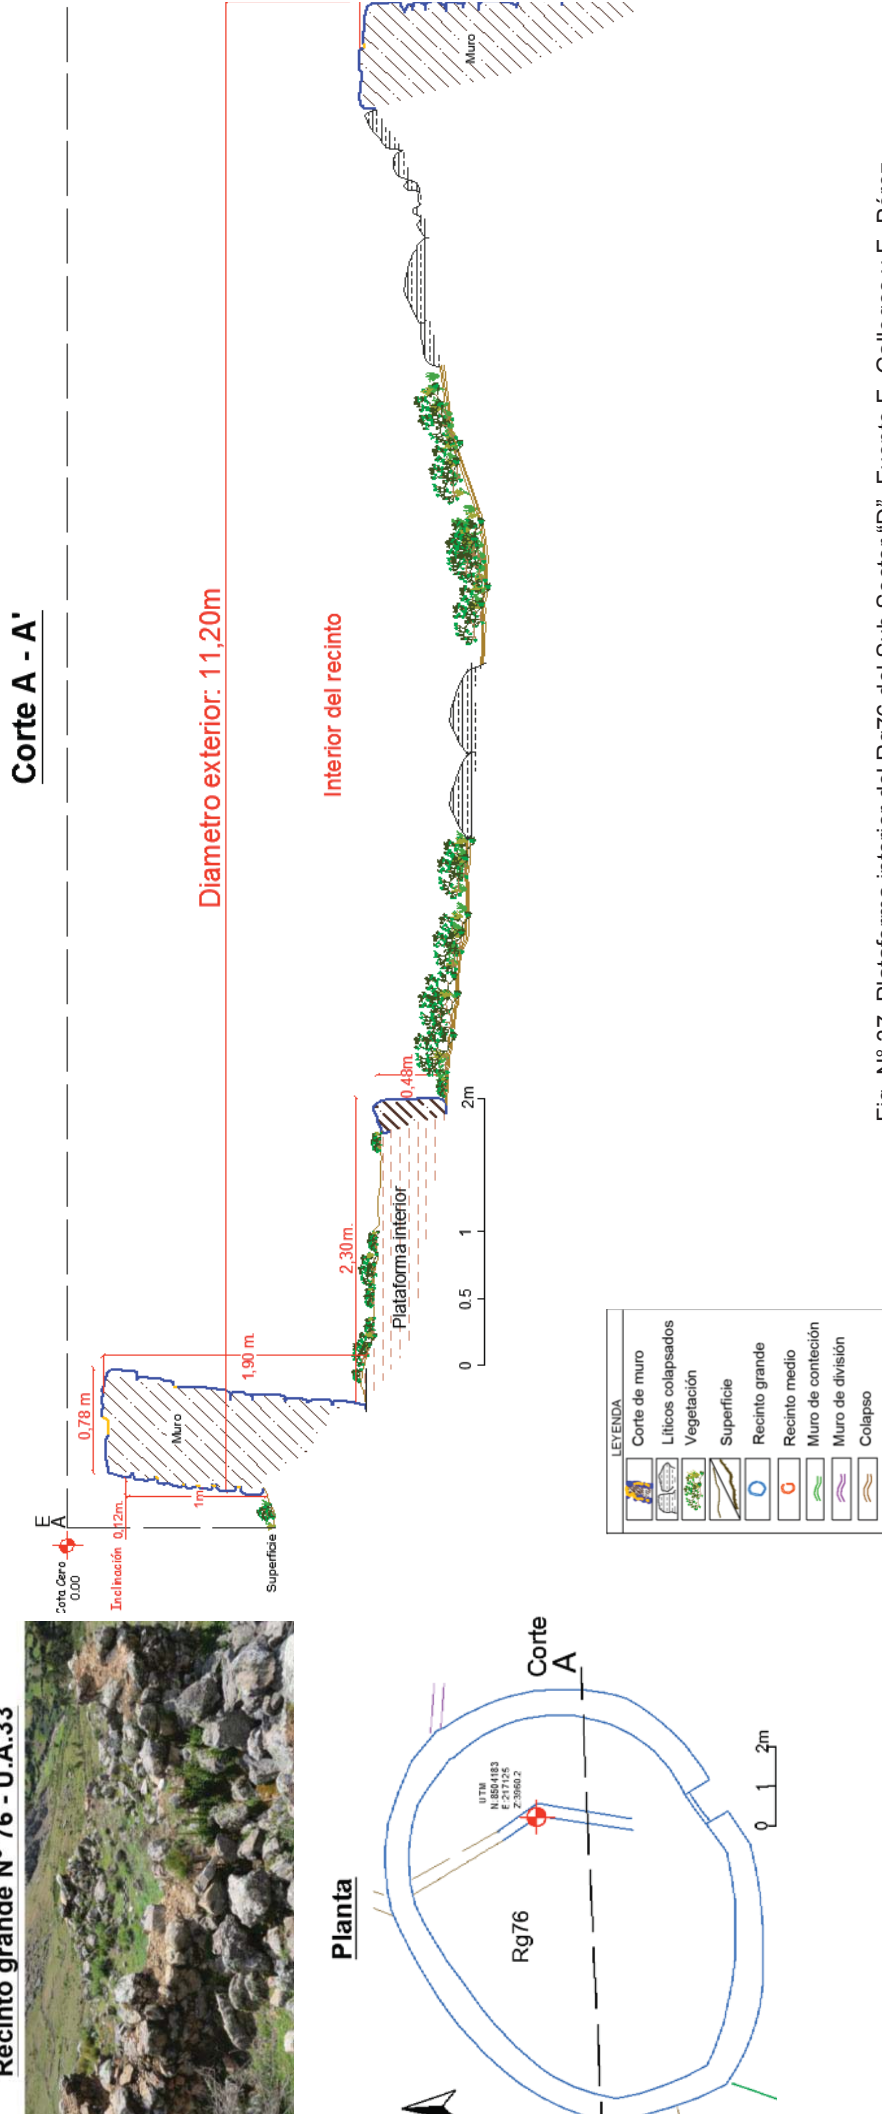 Recinto grande N° 76 - U.A.33
Corte A - A'
E
A
Cota Cero
0.00
Inclinación 0,12m.
0,78 m
1m
1,90 m.
Muro
Superficie
Diametro exterior: 11,20m
Interior del recinto
2,30m.
0,48m.
Plataforma interior
0 0.5 1 2m
Muro
Planta
UTM
N:8504183
E:217125
Z:3960.2
Rg76
Corte
A
0 1 2m
LEYENDA
Corte de muro
Líticos colapsados
Vegetación
Superficie
Recinto grande
Recinto medio
Muro de conteción
Muro de división
Colapso